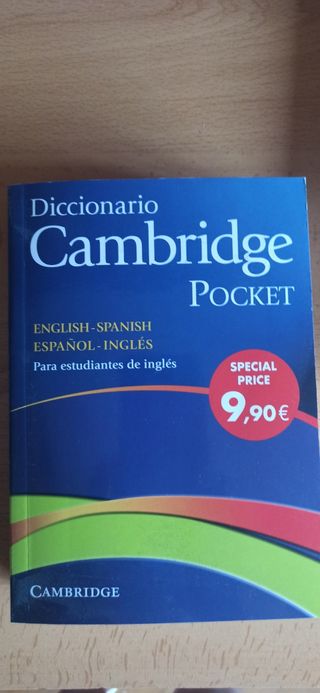 Diccionario
Cambridge
POCKET
ENGLISH-SPANISH
ESPAÑOL-INGLÉS
Para estudiantes de inglés
SPECIAL
PRICE
9,90€
CAMBRIDGE